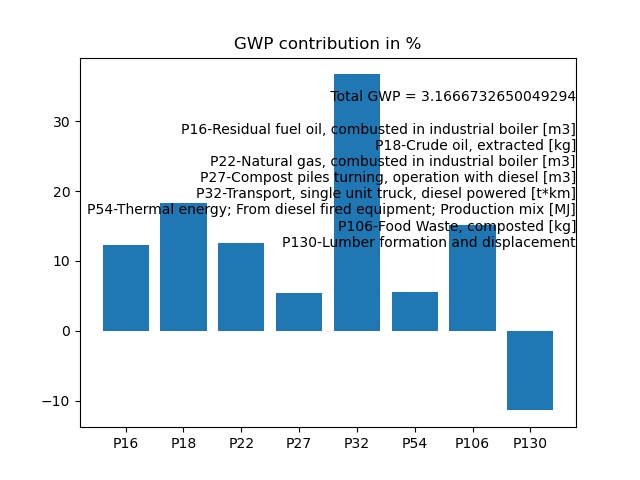 GWP contribution in %
Total GWP = 3.1666732650049294
P16-Residual fuel oil, combusted in industrial boiler [m3]
P18-Crude oil, extracted [kg]
P22-Natural gas, combusted in industrial boiler [m3]
P27-Compost piles turning, operation with diesel [m3]
P32-Transport, single unit truck, diesel powered [t*km]
P54-Thermal energy; From diesel fired equipment; Production mix [MJ]
P106-Food Waste, composted [kg]
P130-Lumber formation and displacement
30
20
10
0
−10
P16 P18 P22 P27 P32 P54 P106 P130